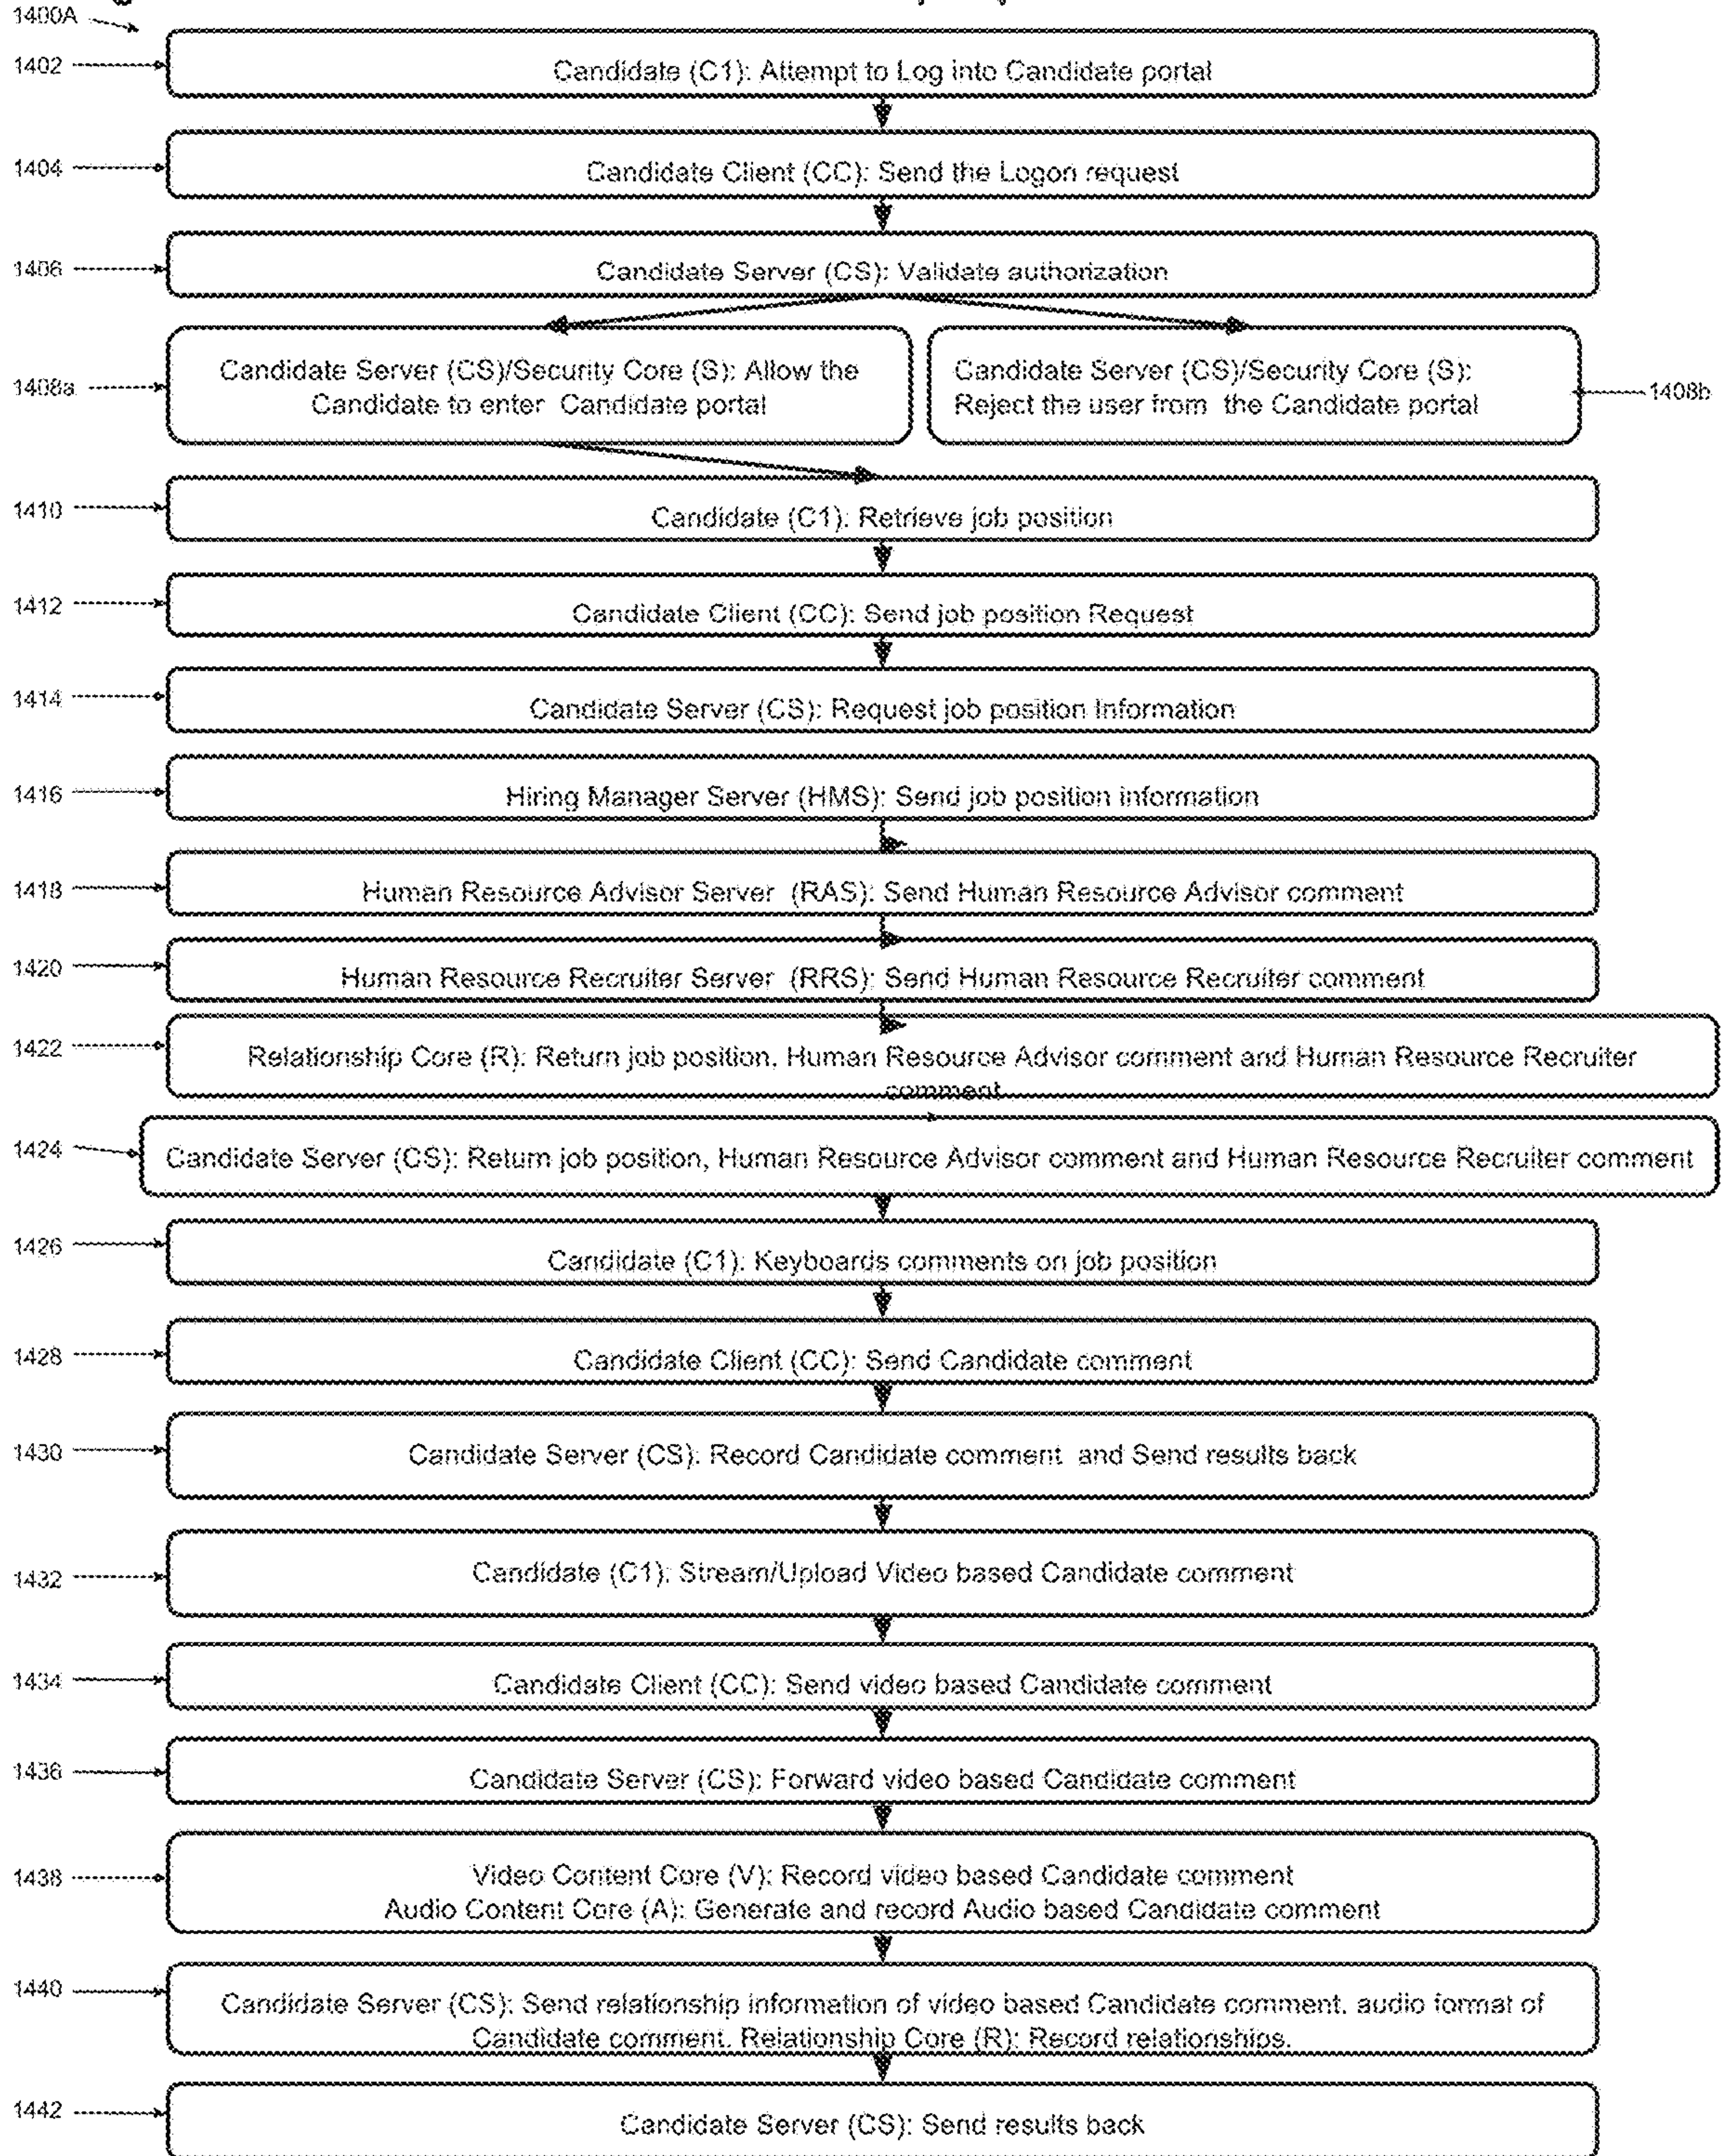 1400A
1402
Candidate (C1): Attempt to Log into Candidate portal
1404
Candidate Client (CC): Send the Logon request
1406
Candidate Server (CS): Validate authorization
1408a
Candidate Server (CS)/Security Core (S): Allow the
Candidate to enter Candidate portal
Candidate Server (CS)/Security Core (S):
Reject the user from the Candidate portal
1408b
1410
Candidate (C1): Retrieve job position
1412
Candidate Client (CC): Send job position Request
1414
Candidate Server (CS): Request job position Information
1416
Hiring Manager Server (HMS): Send job position information
1418
Human Resource Advisor Server (RAS): Send Human Resource Advisor comment
1420
Human Resource Recruiter Server (RRS): Send Human Resource Recruiter comment
1422
Relationship Core (R): Return job position, Human Resource Advisor comment and Human Resource Recruiter
comment
1424
Candidate Server (CS): Return job position, Human Resource Advisor comment and Human Resource Recruiter comment
1426
Candidate (C1): Keyboards comments on job position
1428
Candidate Client (CC): Send Candidate comment
1430
Candidate Server (CS): Record Candidate comment and Send results back
1432
Candidate (C1): Stream/Upload Video based Candidate comment
1434
Candidate Client (CC): Send video based Candidate comment
1436
Candidate Server (CS): Forward video based Candidate comment
1438
Video Content Core (V): Record video based Candidate comment
Audio Content Core (A): Generate and record Audio based Candidate comment
1440
Candidate Server (CS): Send relationship information of video based Candidate comment. audio format of
Candidate comment. Relationship Core (R): Record relationships.
1442
Candidate Server (CS): Send results back